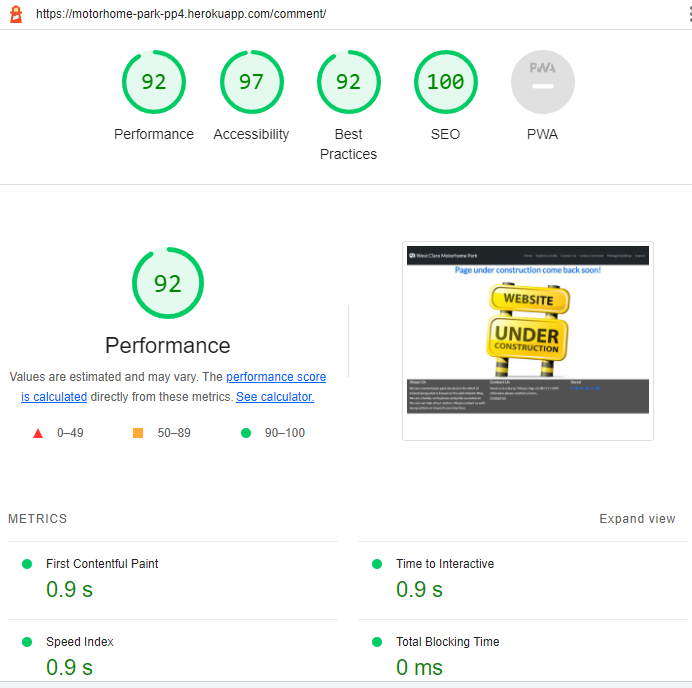 https://motorhome-park-pp4.herokuapp.com/comment/
92 97 92 100 PWA
Performance Accessibility Best Practices SEO PWA
92
Performance
Values are estimated and may vary. The performance score
is calculated directly from these metrics. See calculator.
0–49 50–89 90–100
West Clare Motorhome Park
Page under construction come back soon!
WEBSITE
UNDER
CONSTRUCTION
About Us Contact Us Social
METRICS Expand view
First Contentful Paint
0.9 s
Time to Interactive
0.9 s
Speed Index
0.9 s
Total Blocking Time
0 ms